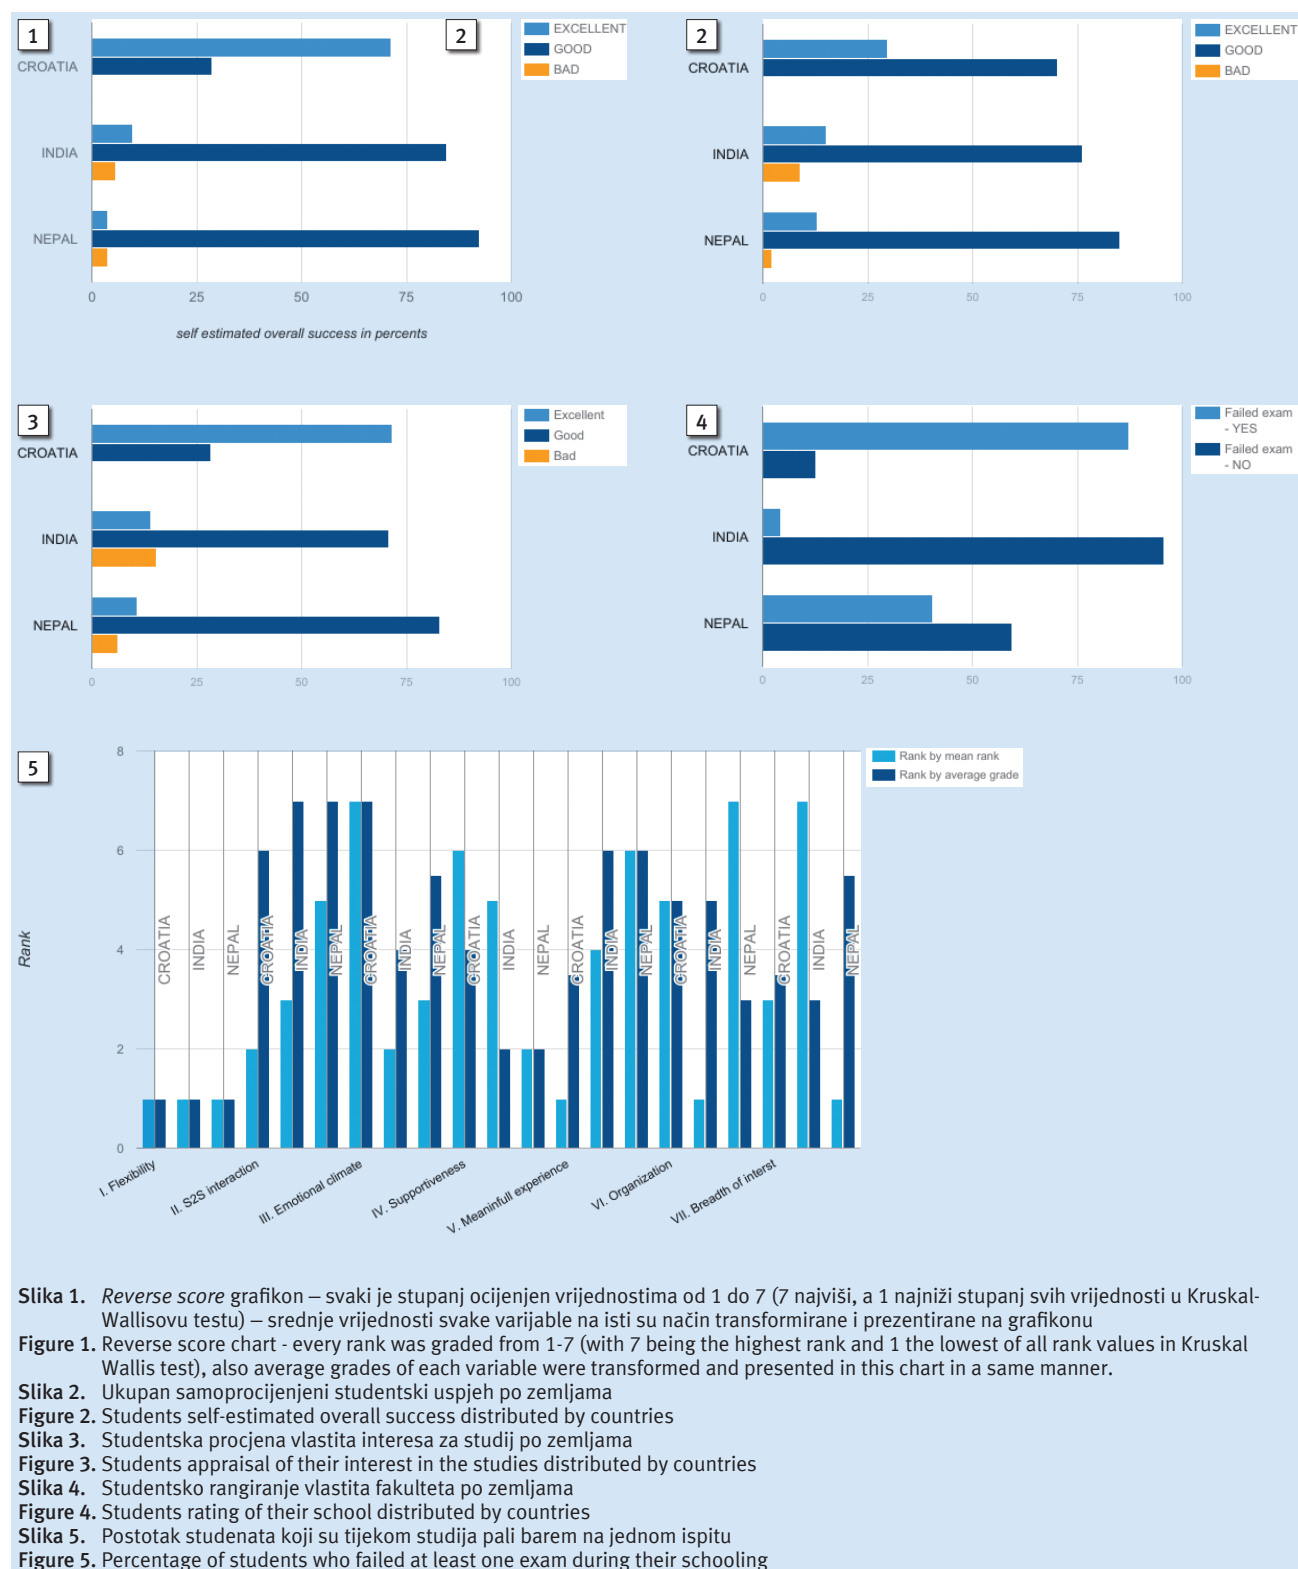 1
2
EXCELLENT
GOOD
BAD
CROATIA
INDIA
NEPAL
0 25 50 75 100
self estimated overall success in percents
2
EXCELLENT
GOOD
BAD
CROATIA
INDIA
NEPAL
0 25 50 75 100
3
Excellent
Good
Bad
CROATIA
INDIA
NEPAL
0 25 50 75 100
4
Failed exam
- YES
Failed exam
- NO
CROATIA
INDIA
NEPAL
0 25 50 75 100
5
Rank by mean rank
Rank by average grade
8
6
4
2
0
Rank
CROATIA INDIA NEPAL CROATIA INDIA NEPAL CROATIA INDIA NEPAL CROATIA INDIA NEPAL CROATIA INDIA NEPAL CROATIA INDIA NEPAL CROATIA INDIA NEPAL
I. Flexibility
II. S2S interaction
III. Emotional climate
IV. Supportiveness
V. Meaninfull experience
VI. Organization
VII. Breadth of interst
Slika 1. Reverse score grafikon – svaki je stupanj ocijenjen vrijednostima od 1 do 7 (7 najviši, a 1 najniži stupanj svih vrijednosti u Kruskal-
Wallisovu testu) – srednje vrijednosti svake varijable na isti su način transformirane i prezentirane na grafikonu
Figure 1. Reverse score chart - every rank was graded from 1-7 (with 7 being the highest rank and 1 the lowest of all rank values in Kruskal
Wallis test), also average grades of each variable were transformed and presented in this chart in a same manner.
Slika 2. Ukupan samoprocijenjeni studentski uspjeh po zemljama
Figure 2. Students self-estimated overall success distributed by countries
Slika 3. Studentska procjena vlastita interesa za studij po zemljama
Figure 3. Students appraisal of their interest in the studies distributed by countries
Slika 4. Studentsko rangiranje vlastita fakulteta po zemljama
Figure 4. Students rating of their school distributed by countries
Slika 5. Postotak studenata koji su tijekom studija pali barem na jednom ispitu
Figure 5. Percentage of students who failed at least one exam during their schooling